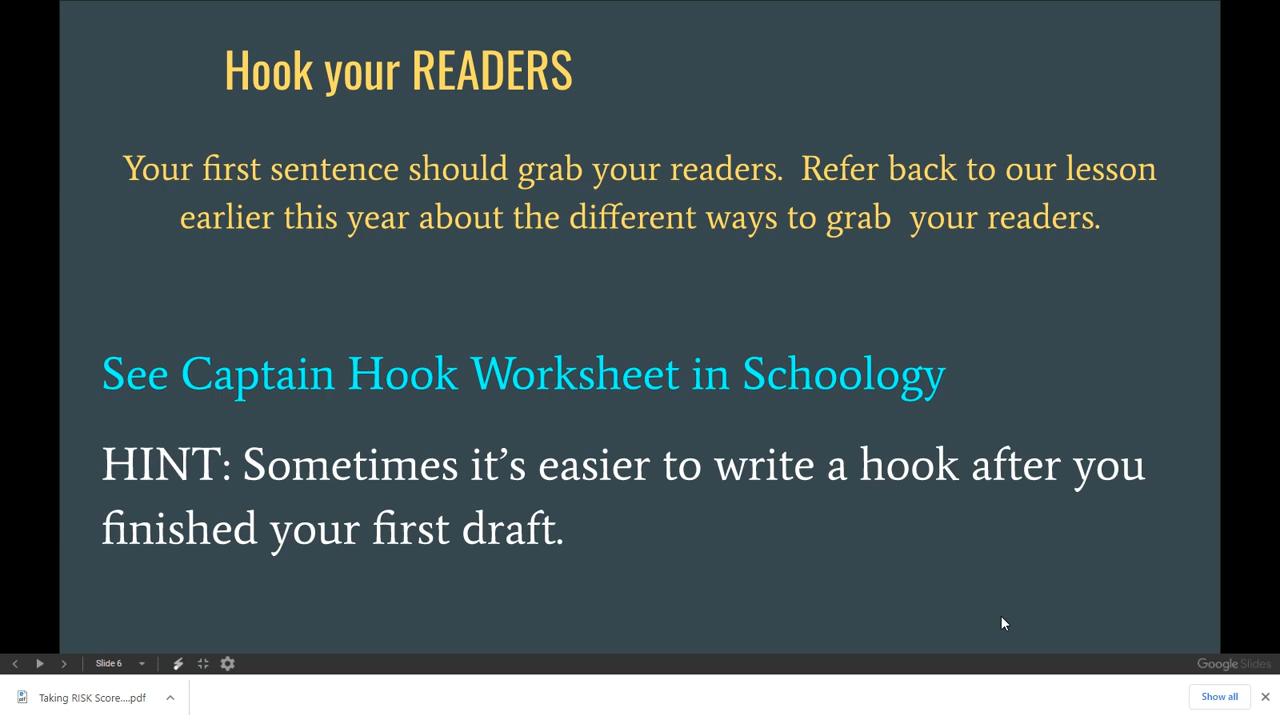 Hook your READERS
Your first sentence should grab your readers.  Refer back to our lesson
earlier this year about the different ways to grab  your readers.
See Captain Hook Worksheet in Schoology
HINT: Sometimes it’s easier to write a hook after you
finished your first draft.
Slide 6
Google Slides
Taking RISK Score....pdf
Show all